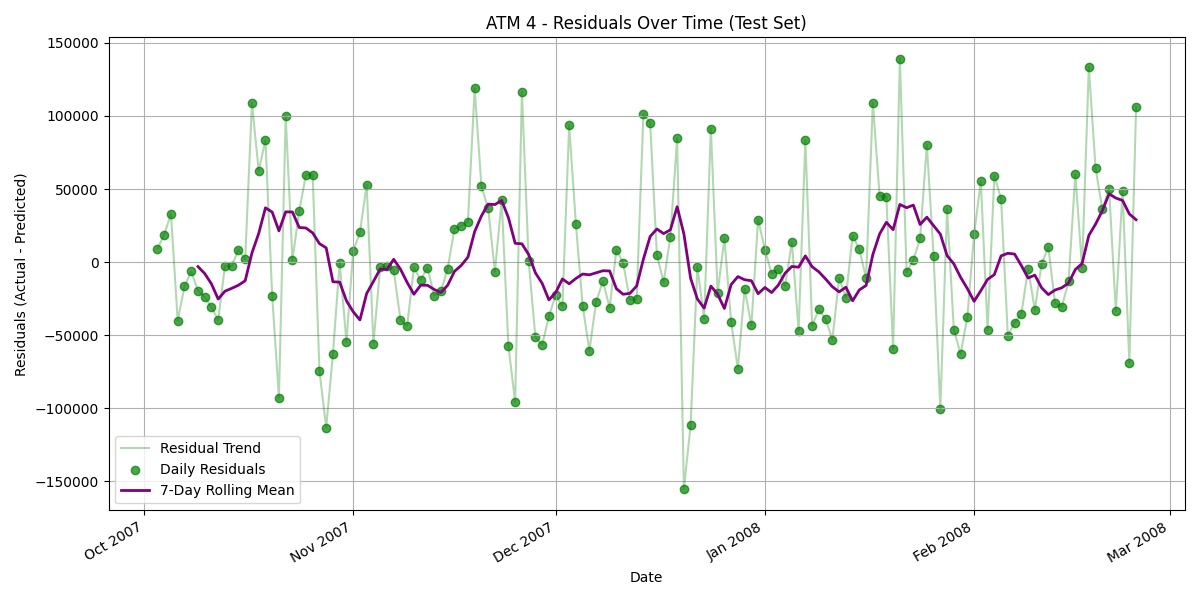 ATM 4 - Residuals Over Time (Test Set)
Residuals (Actual - Predicted)
150000
100000
50000
0
−50000
−100000
−150000
Residual Trend
Daily Residuals
7-Day Rolling Mean
Oct 2007
Nov 2007
Dec 2007
Jan 2008
Feb 2008
Mar 2008
Date